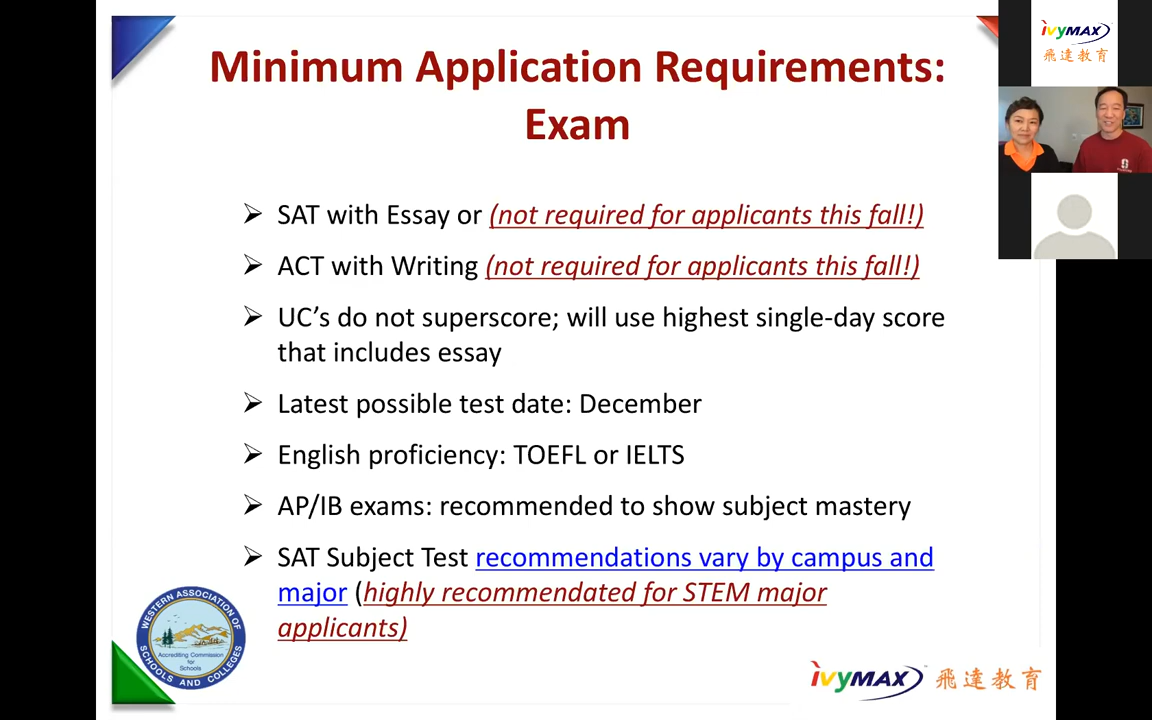 Minimum Application Requirements:
Exam
SAT with Essay or (not required for applicants this fall!)
ACT with Writing (not required for applicants this fall!)
UC's do not superscore; will use highest single-day score
that includes essay
Latest possible test date: December
English proficiency: TOEFL or IELTS
AP/IB exams: recommended to show subject mastery
SAT Subject Test recommendations vary by campus and
major (highly recommendated for STEM major
applicants)
WESTERN ASSOCIATION OF
SCHOOLS AND COLLEGES
Accrediting Commission
for
Schools
ivyMAX 飛達教育
ivyMAX
飛達教育